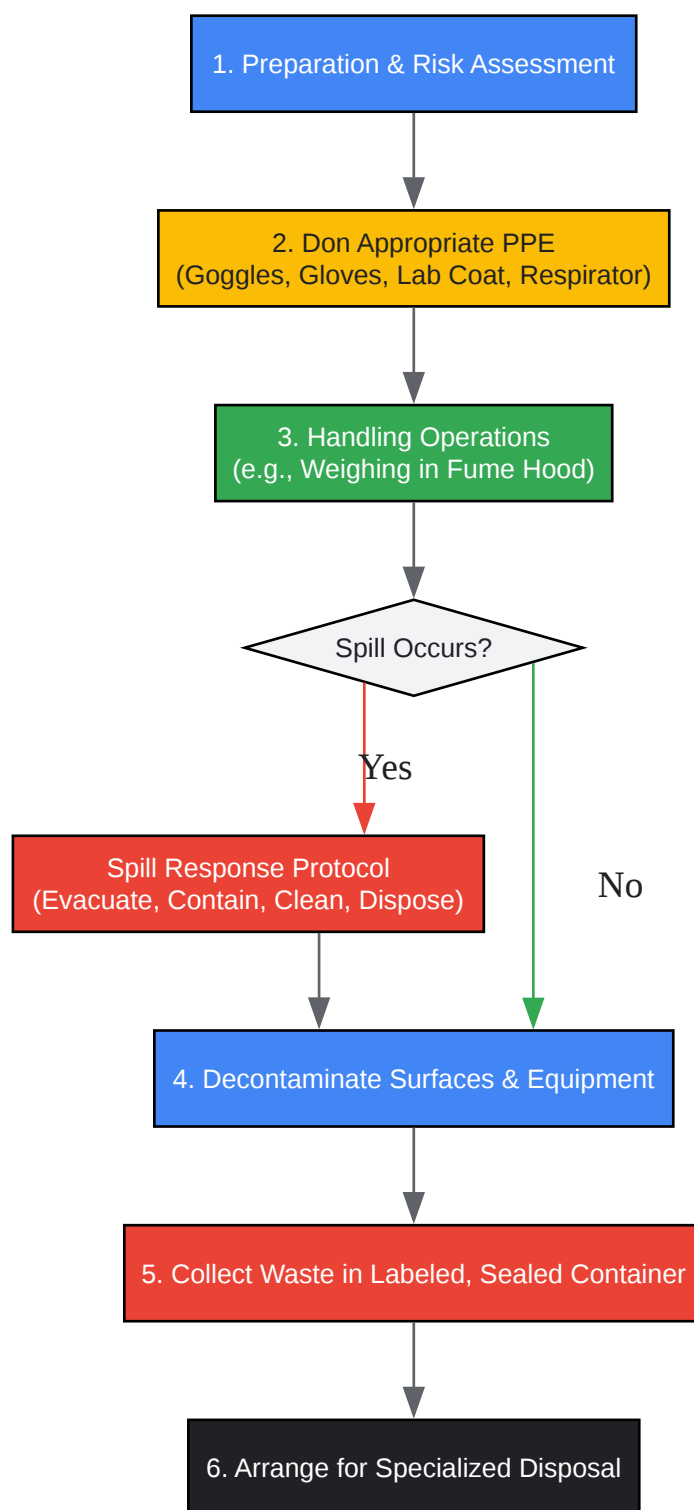 1. Preparation & Risk Assessment
2. Don Appropriate PPE
(Goggles, Gloves, Lab Coat, Respirator)
3. Handling Operations
(e.g., Weighing in Fume Hood)
Spill Occurs?
Yes
Spill Response Protocol
(Evacuate, Contain, Clean, Dispose)
No
4. Decontaminate Surfaces & Equipment
5. Collect Waste in Labeled, Sealed Container
6. Arrange for Specialized Disposal